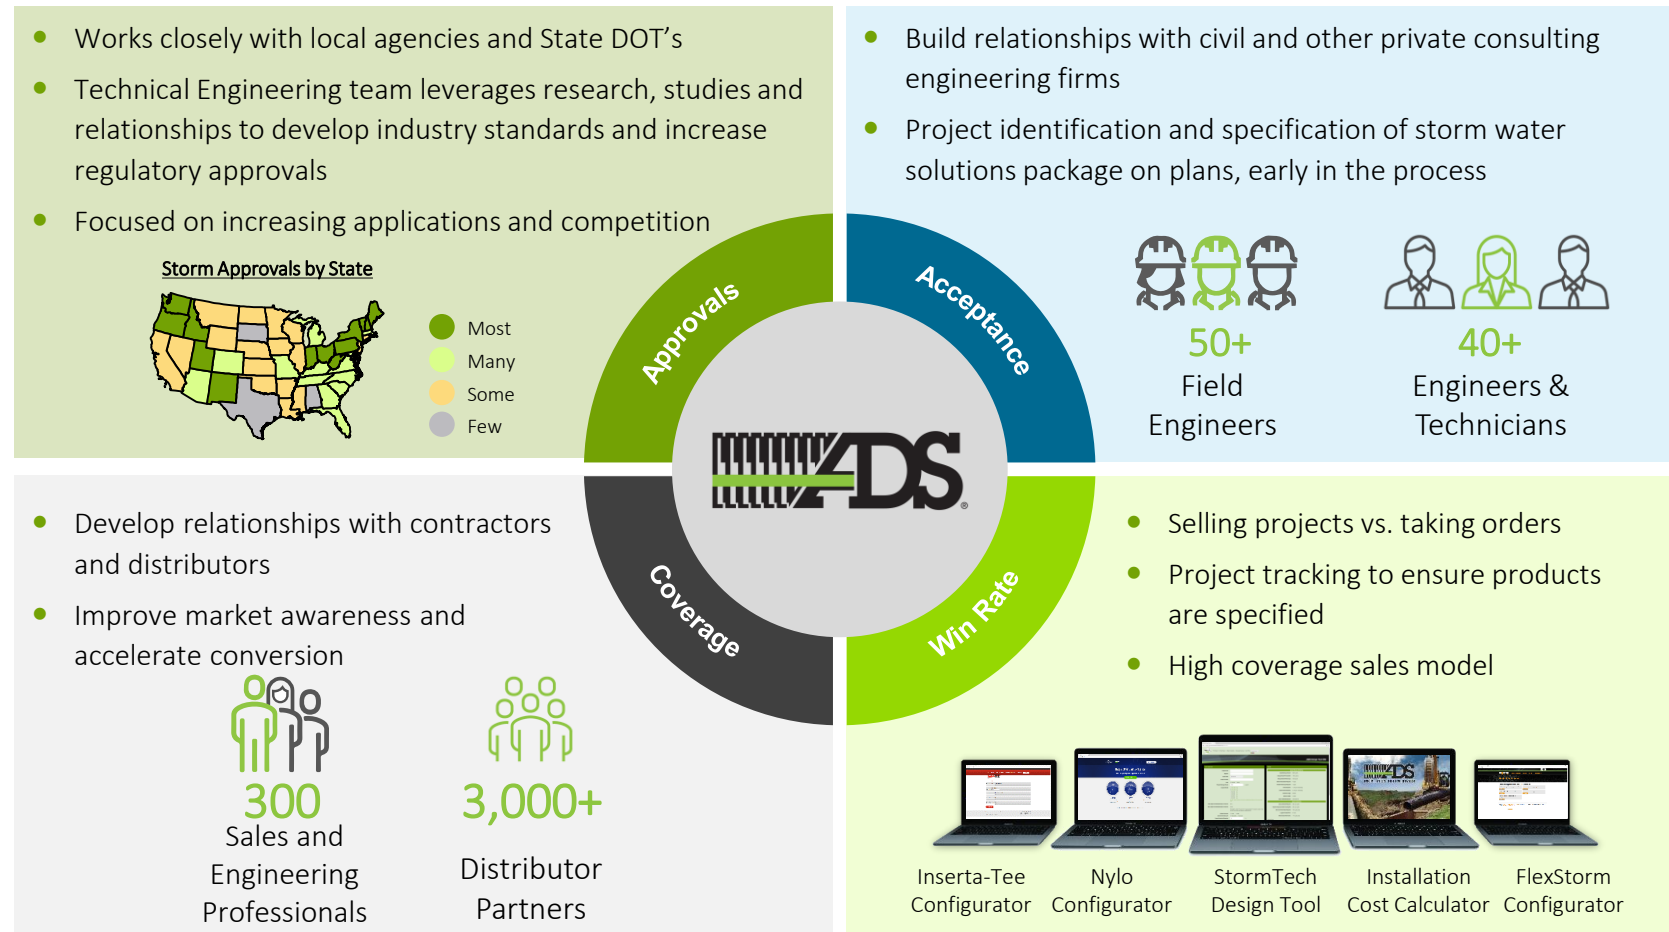 Works closely with local agencies and State DOT’s
Technical Engineering team leverages research, studies and
relationships to develop industry standards and increase
regulatory approvals
Focused on increasing applications and competition
Storm Approvals by State
Most
Many
Some
Few
Build relationships with civil and other private consulting
engineering firms
Project identification and specification of storm water
solutions package on plans, early in the process
50+
Field
Engineers
40+
Engineers &
Technicians
Approvals
Acceptance
ADS®
Coverage
Win Rate
Develop relationships with contractors
and distributors
Improve market awareness and
accelerate conversion
300
Sales and
Engineering
Professionals
3,000+
Distributor
Partners
Selling projects vs. taking orders
Project tracking to ensure products
are specified
High coverage sales model
ADS
Inserta-Tee
Configurator
Nylo
Configurator
StormTech
Design Tool
Installation
Cost Calculator
FlexStorm
Configurator